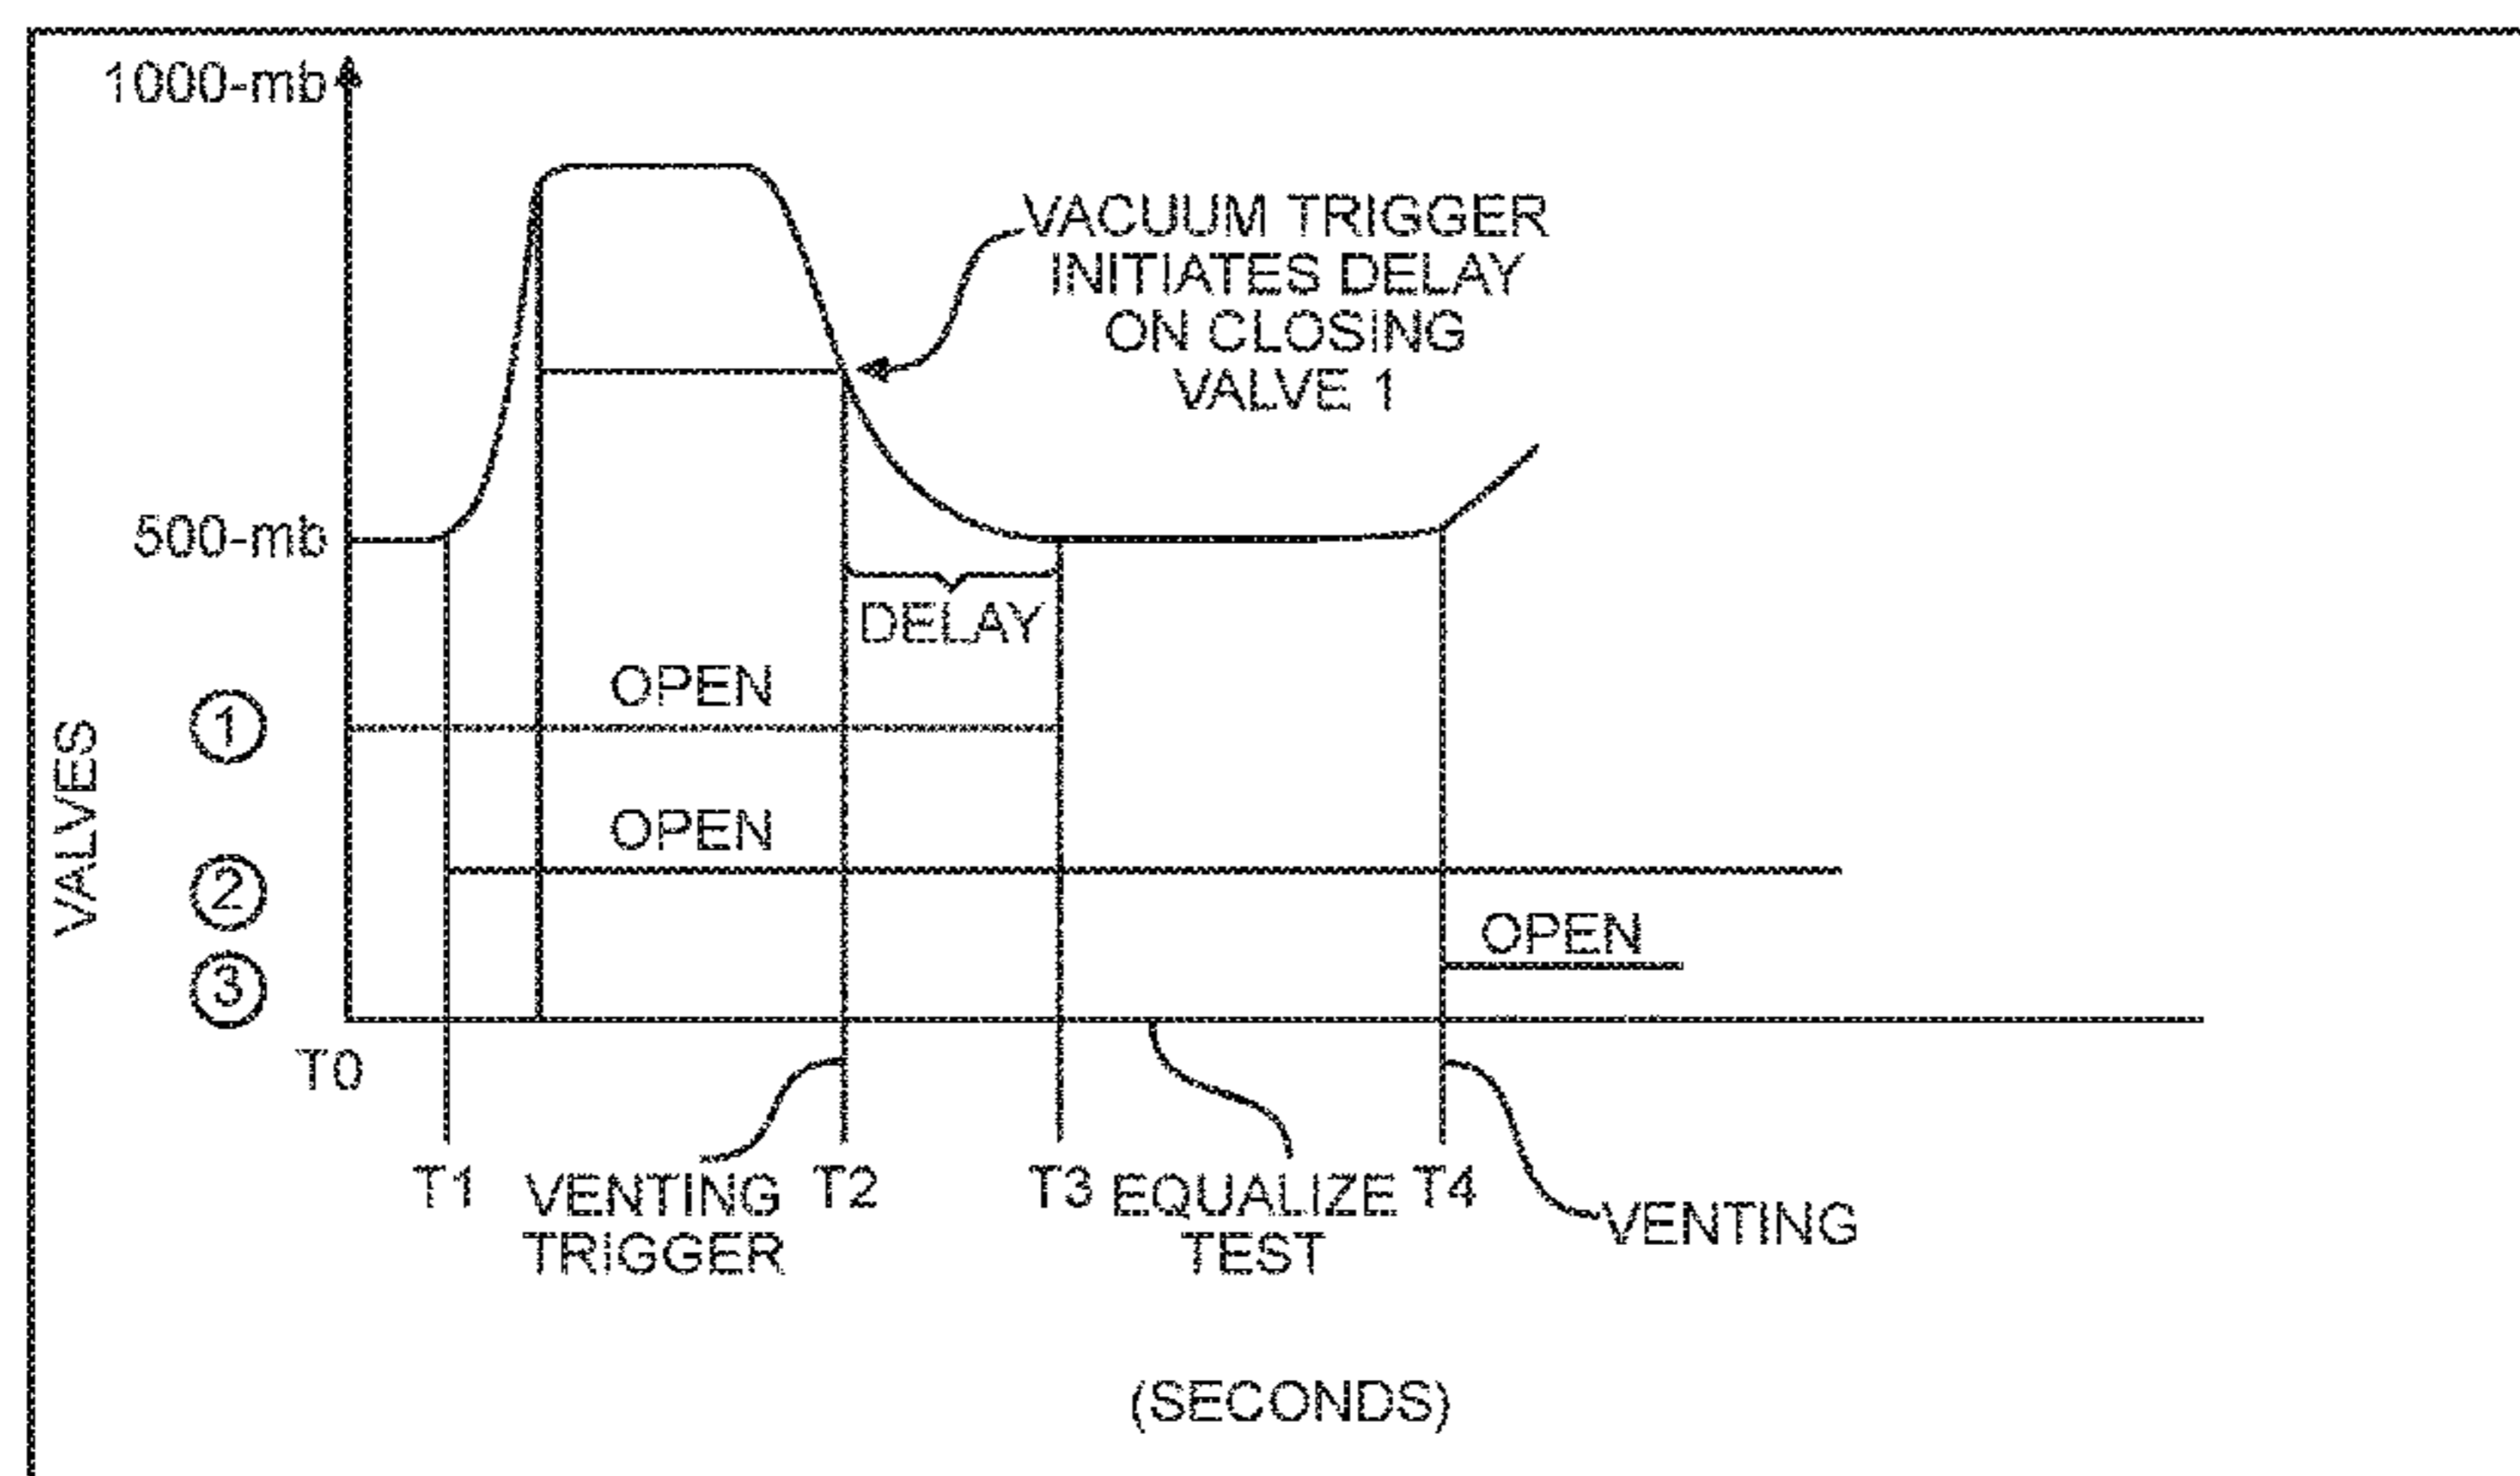 1000-mb
VACUUM TRIGGER
INITIATES DELAY
ON CLOSING
VALVE 1
500-mb
DELAY
OPEN
VALVES
1
OPEN
2
OPEN
3
T0
T1
VENTING
TRIGGER
T2
T3
EQUALIZE
TEST
T4
VENTING
(SECONDS)